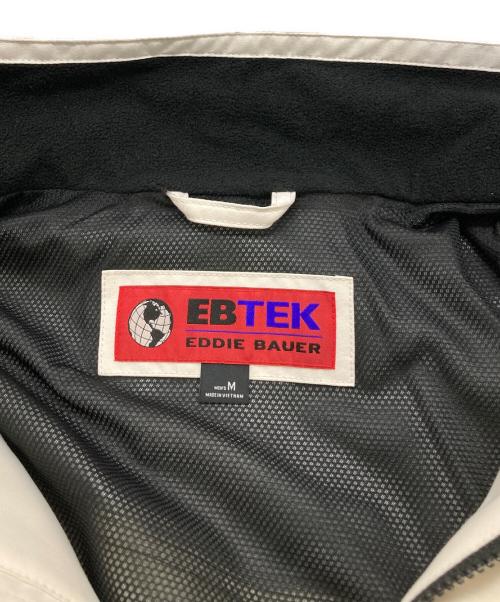 EBTEK
EDDIE BAUER
MEN'S M
MADE IN VIETNAM